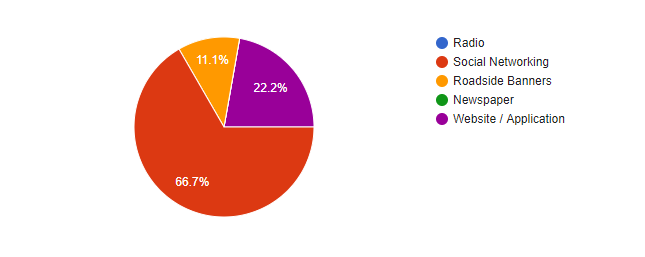 11.1%
22.2%
66.7%
Radio
Social Networking
Roadside Banners
Newspaper
Website / Application